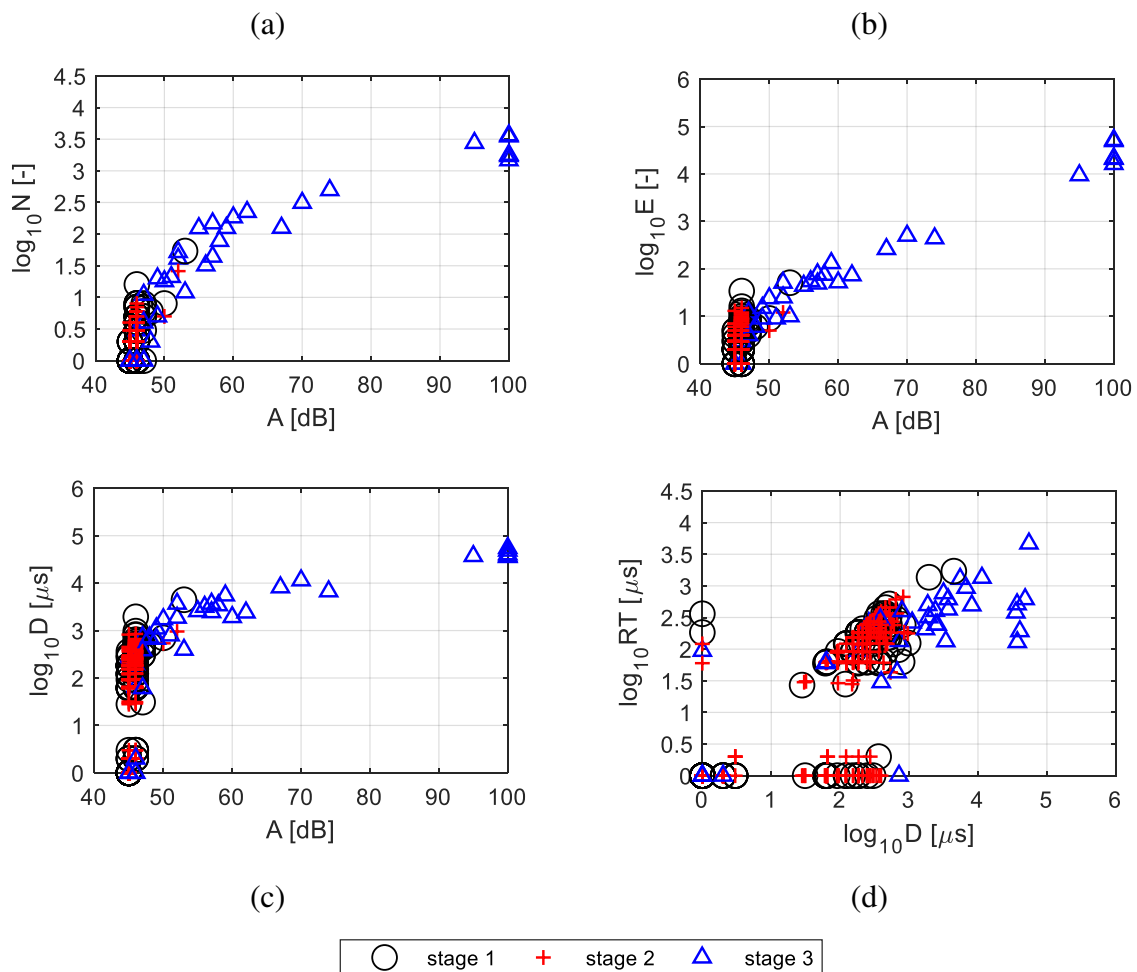 (a)
(b)
4.5
4
3.5
3
2.5
2
1.5
1
0.5
0
40 50 60 70 80 90 100
log10N [-]
A [dB]
6
5
4
3
2
1
0
40 50 60 70 80 90 100
log10E [-]
A [dB]
6
5
4
3
2
1
0
40 50 60 70 80 90 100
log10D [μs]
A [dB]
4.5
4
3.5
3
2.5
2
1.5
1
0.5
0
0 1 2 3 4 5 6
log10RT [μs]
log10D [μs]
(c)
(d)
stage 1 stage 2 stage 3